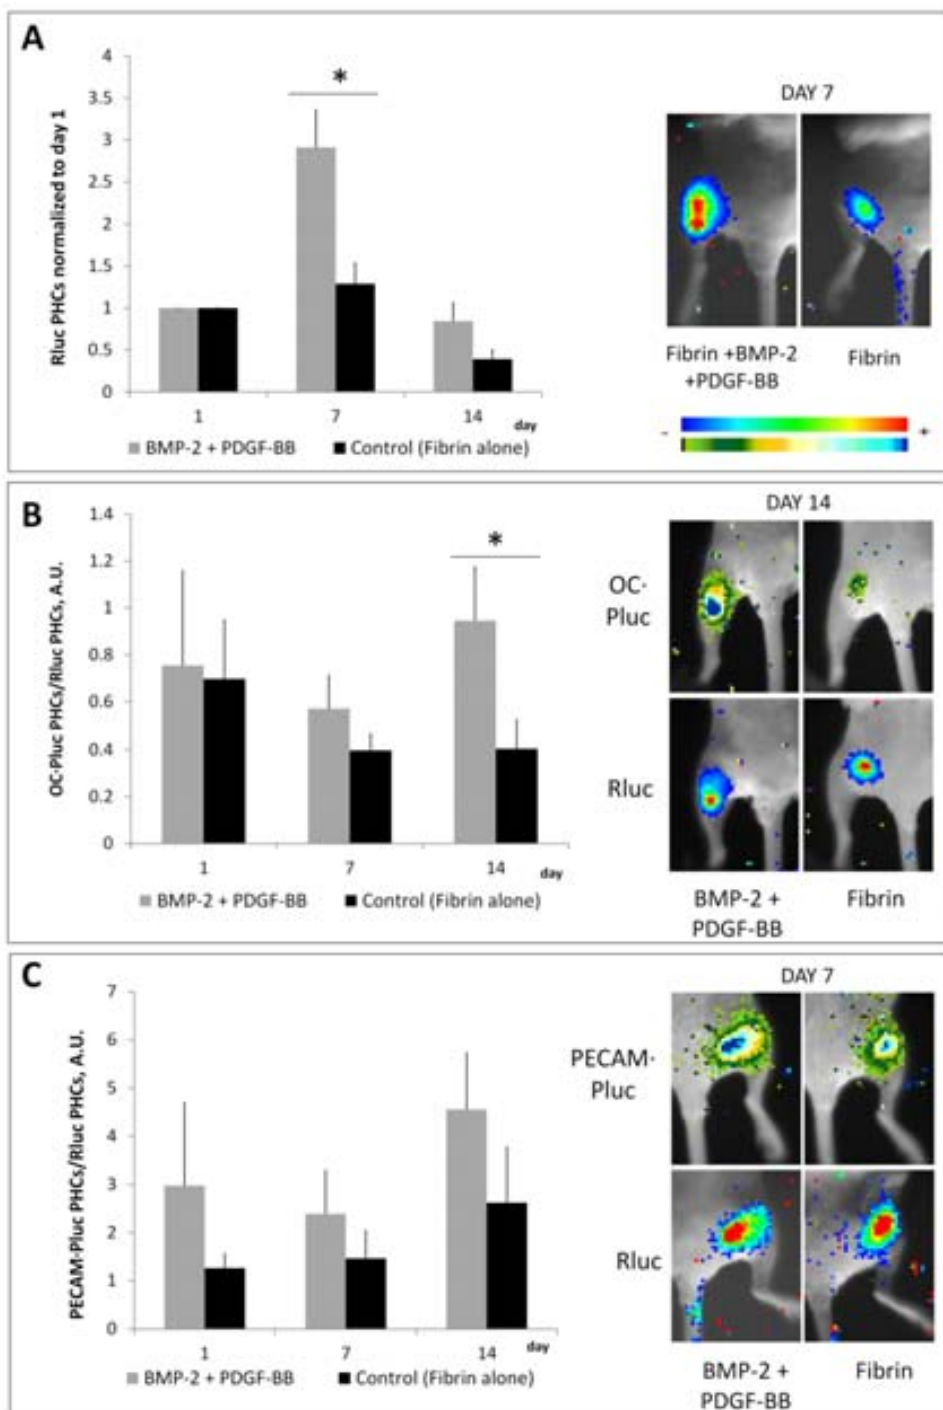 A
Rluc PHCs normalized to day 1
4
3.5
3
2.5
2
1.5
1
0.5
0
*
1 7 14 day
BMP-2 + PDGF-BB Control (Fibrin alone)
DAY 7
Fibrin +BMP-2
+PDGF-BB
Fibrin
- +
B
OC-Pluc PHCs/Rluc PHCs, A.U.
1.4
1.2
1
0.8
0.6
0.4
0.2
0
*
1 7 14 day
BMP-2 + PDGF-BB Control (Fibrin alone)
DAY 14
OC-
Pluc
Rluc
BMP-2 +
PDGF-BB
Fibrin
C
PECAM-Pluc PHCs/Rluc PHCs, A.U.
7
6
5
4
3
2
1
0
1 7 14 day
BMP-2 + PDGF-BB Control (Fibrin alone)
DAY 7
PECAM-
Pluc
Rluc
BMP-2 +
PDGF-BB
Fibrin